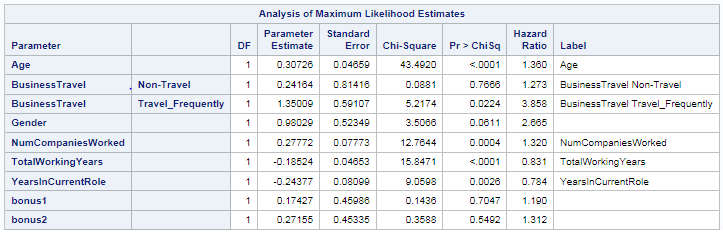 Analysis of Maximum Likelihood Estimates
Parameter DF Parameter Estimate Standard Error Chi-Square Pr > ChiSq Hazard Ratio Label
Age 1 0.30726 0.04659 43.4920 <.0001 1.360 Age
BusinessTravel Non-Travel 1 0.24164 0.81416 0.0881 0.7666 1.273 BusinessTravel Non-Travel
BusinessTravel Travel_Frequently 1 1.35009 0.59107 5.2174 0.0224 3.858 BusinessTravel Travel_Frequently
Gender 1 0.98029 0.52349 3.5066 0.0611 2.665
NumCompaniesWorked 1 0.27772 0.07773 12.7644 0.0004 1.320 NumCompaniesWorked
TotalWorkingYears 1 -0.18524 0.04653 15.8471 <.0001 0.831 TotalWorkingYears
YearsInCurrentRole 1 -0.24377 0.08099 9.0598 0.0026 0.784 YearsInCurrentRole
bonus1 1 0.17427 0.45986 0.1436 0.7047 1.190
bonus2 1 0.27155 0.45335 0.3588 0.5492 1.312